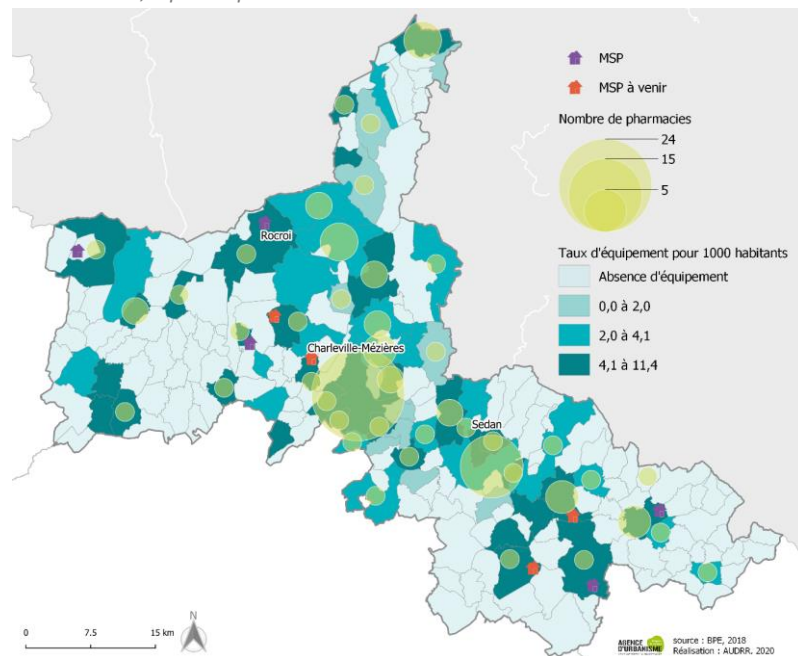 MSP
MSP à venir
Nombre de pharmacies
24
15
5
Taux d'équipement pour 1000 habitants
Absence d'équipement
0,0 à 2,0
2,0 à 4,1
4,1 à 11,4
Rocroi
Charleville-Mézières
Sedan
N
0 7.5 15 km
AGENCE
D'URBANISME
source : BPE, 2018
Réalisation : AUDRR, 2020